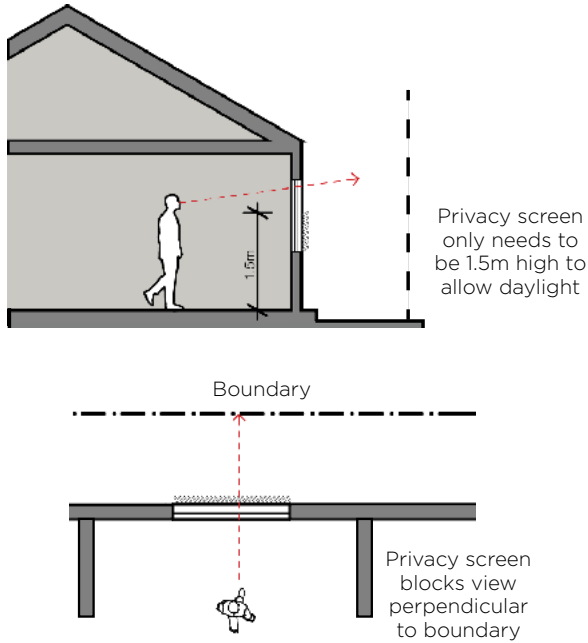 1.5m
Privacy screen
only needs to
be 1.5m high to
allow daylight
Boundary
Privacy screen
blocks view
perpendicular
to boundary